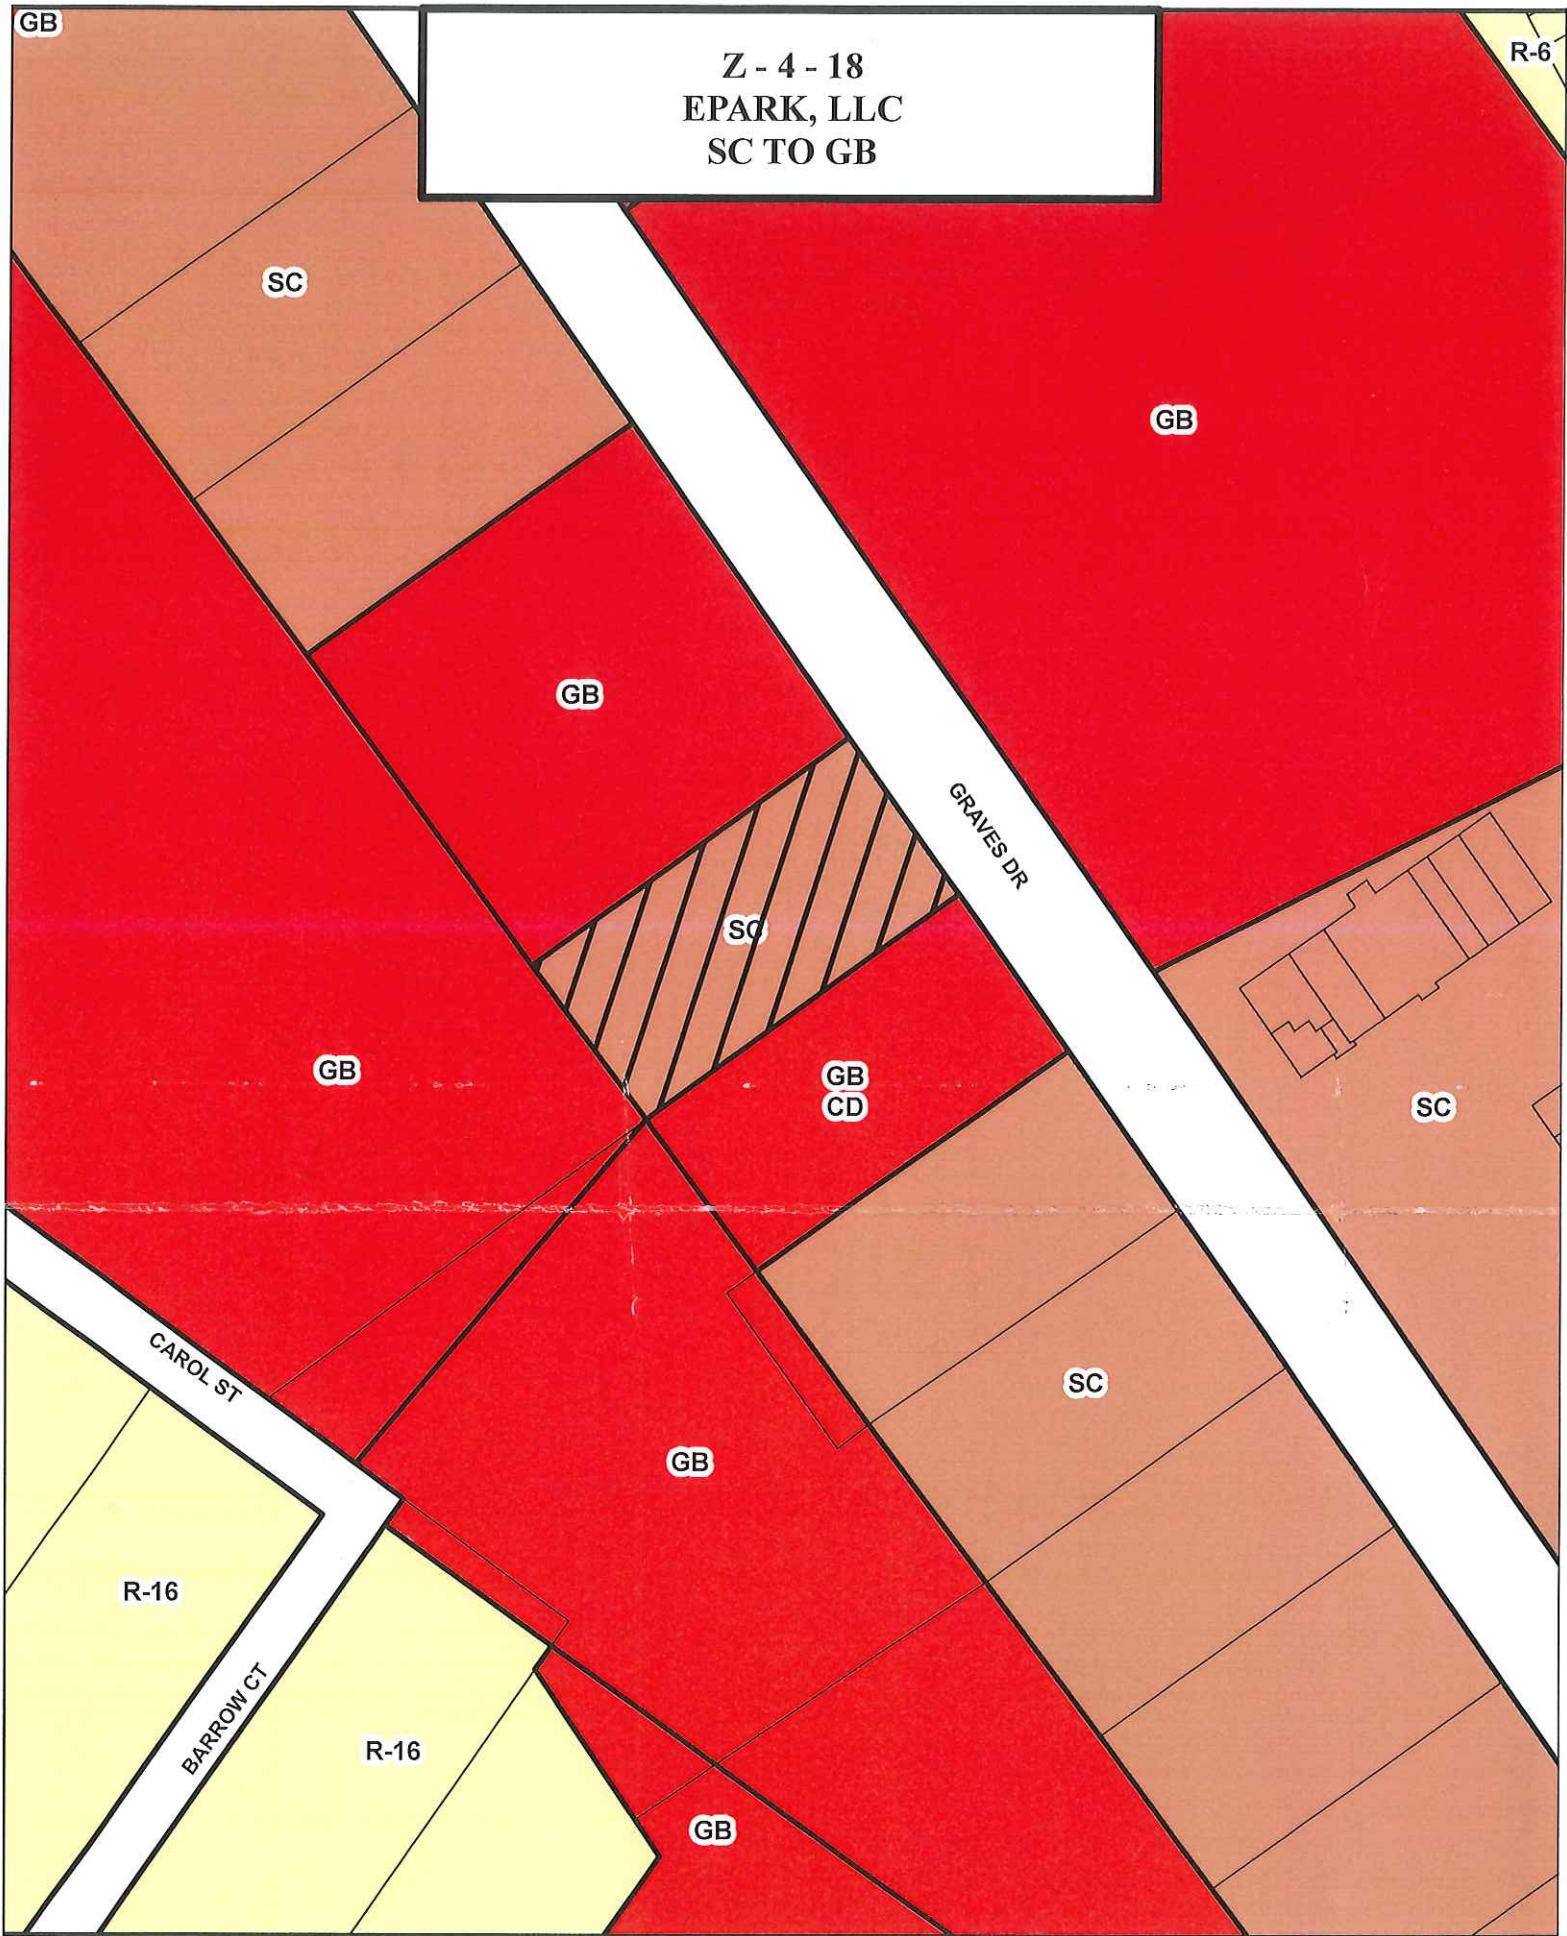 GB
Z - 4 - 18
EPARK, LLC
SC TO GB
R-6
SC
GB
GB
GRAVES DR
SC
GB
GB
CD
SC
CAROL ST
SC
GB
R-16
BARROW CT
R-16
GB